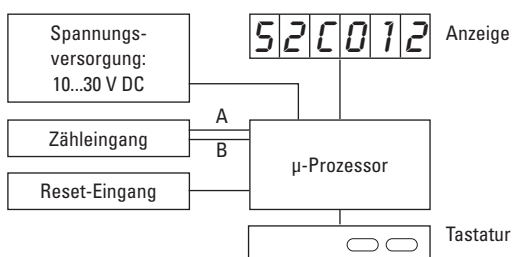 Spannungs-
versorgung:
10...30 V DC
52C012
Anzeige
Zähleingang
A
B
µ-Prozessor
Reset-Eingang
Tastatur